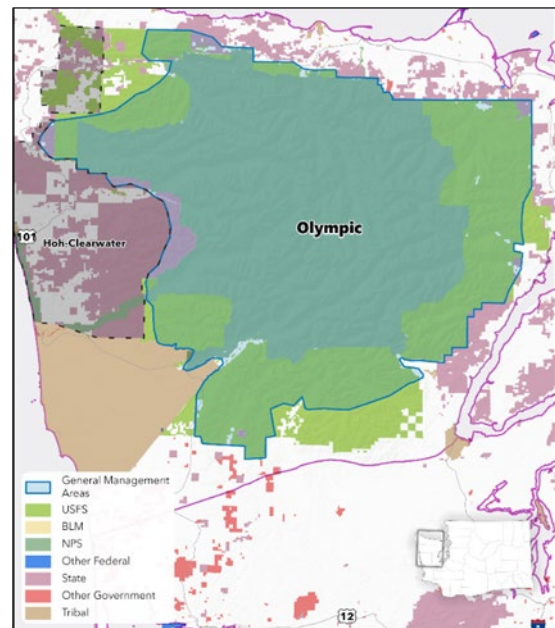 Olympic
101
Hoh-Clearwater
General Management
Areas
USFS
BLM
NPS
Other Federal
State
Other Government
Tribal
12